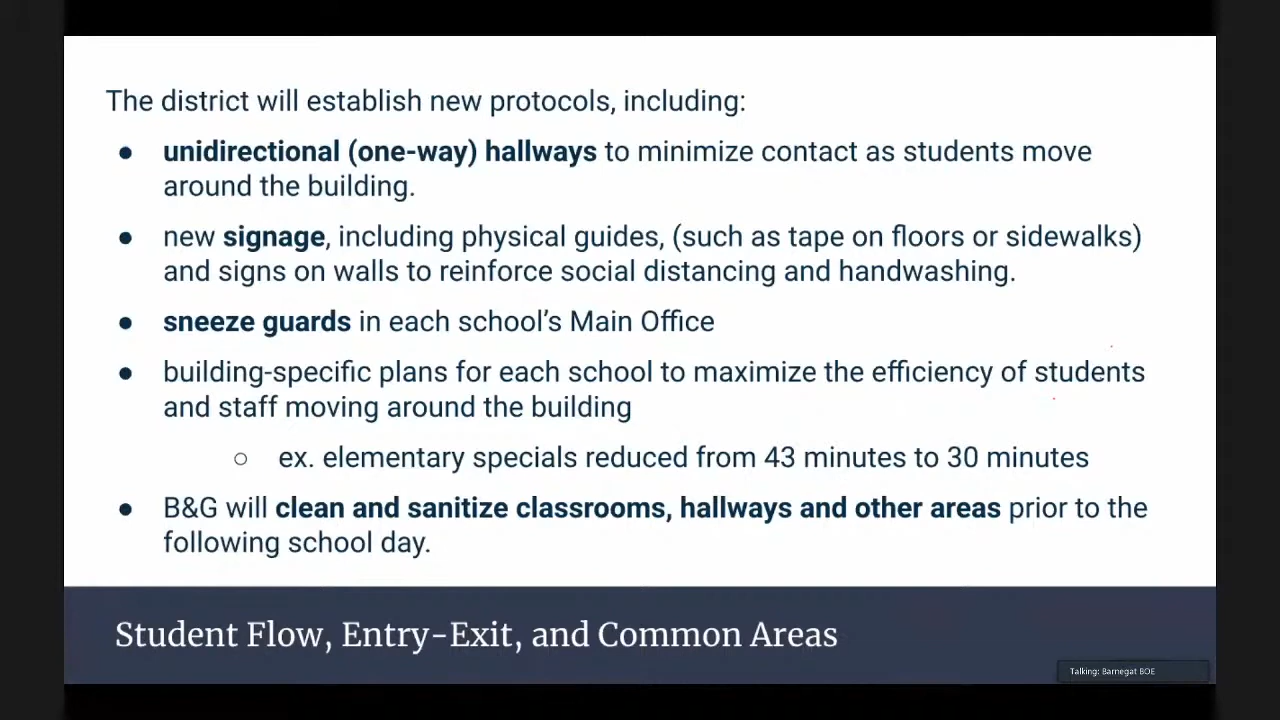 The district will establish new protocols, including:
● unidirectional (one-way) hallways to minimize contact as students move
around the building.
● new signage, including physical guides, (such as tape on floors or sidewalks)
and signs on walls to reinforce social distancing and handwashing.
● sneeze guards in each school’s Main Office
● building-specific plans for each school to maximize the efficiency of students
and staff moving around the building
○ ex. elementary specials reduced from 43 minutes to 30 minutes
● B&G will clean and sanitize classrooms, hallways and other areas prior to the
following school day.
Student Flow, Entry-Exit, and Common Areas
Talking: Barnegat BOE